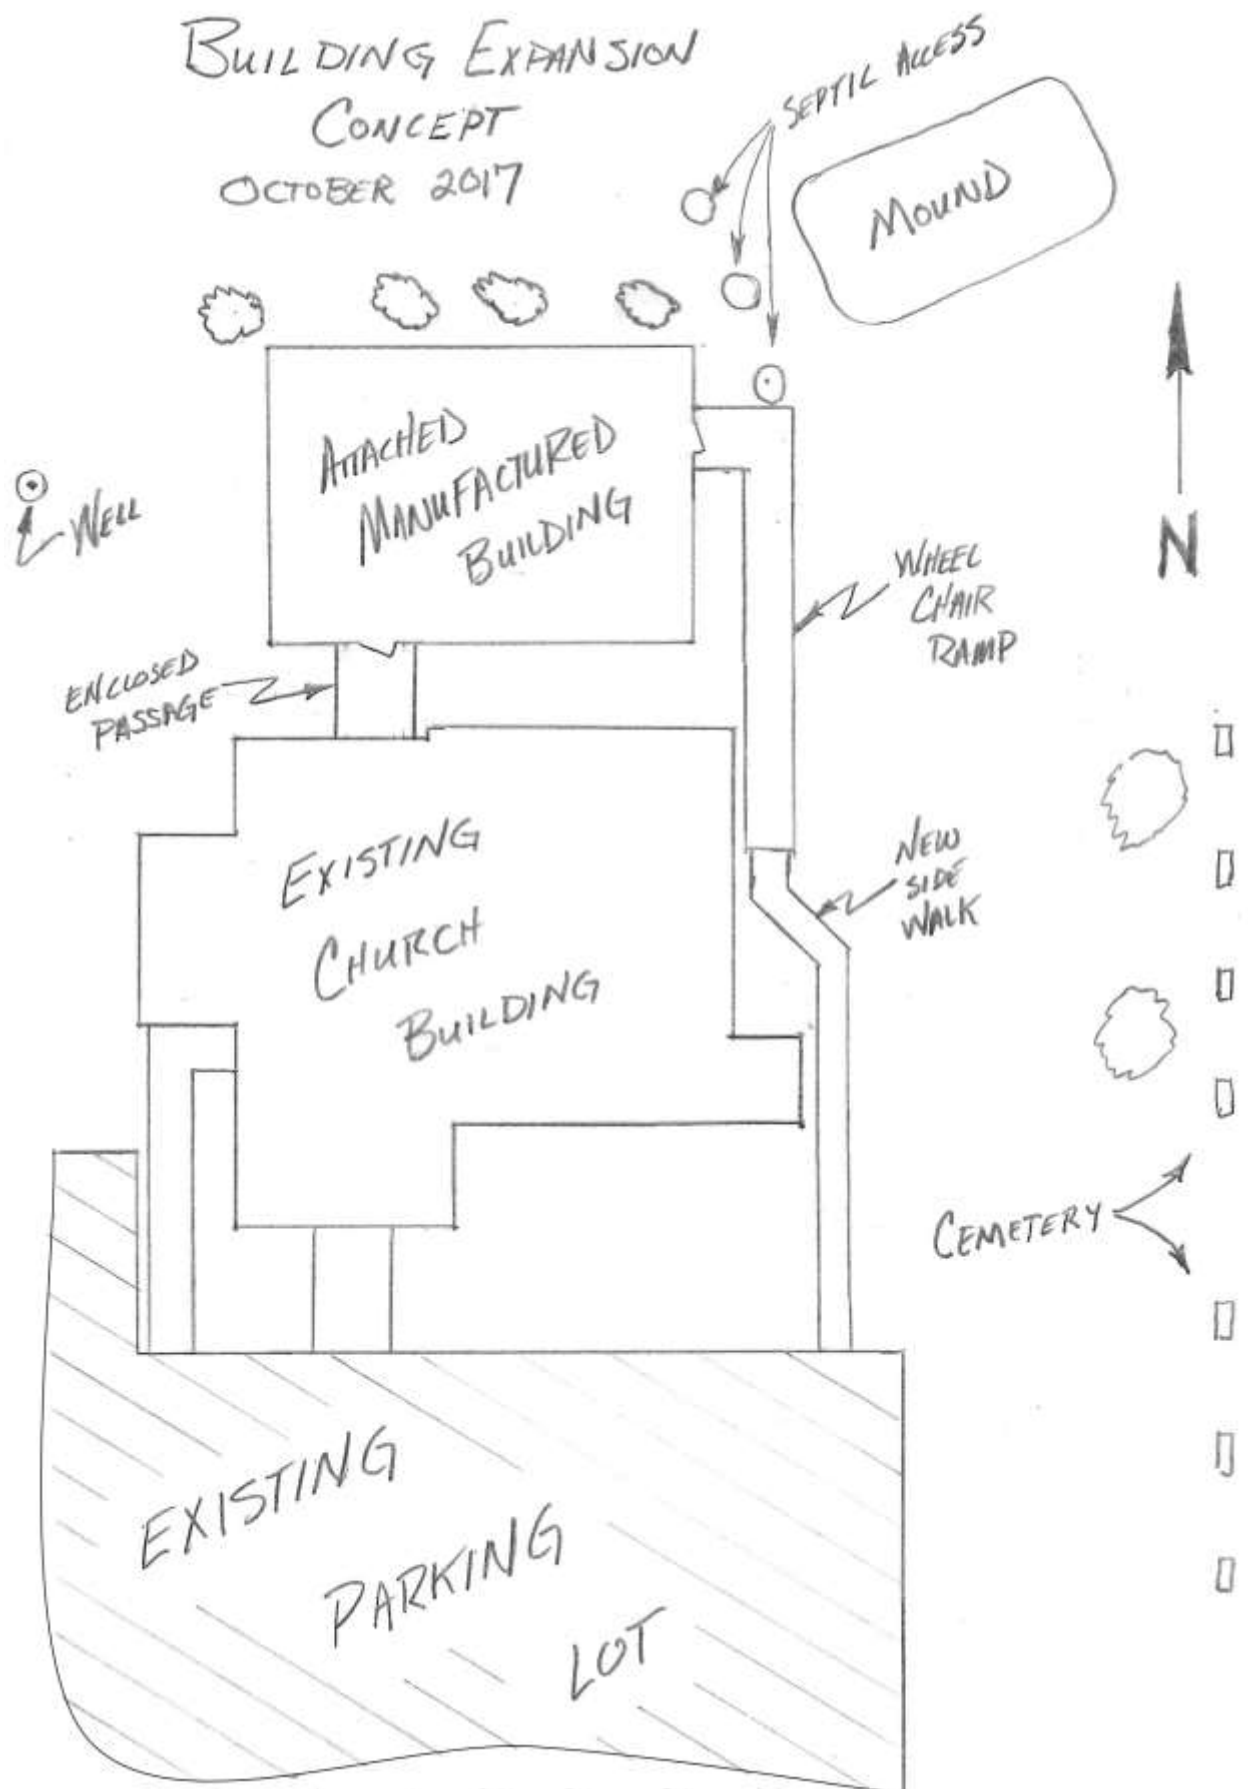 BUILDING EXPANSION
CONCEPT
OCTOBER 2017
SEPTIC ACCESS
MOUND
ATTACHED
MANUFACTURED
BUILDING
WELL
N
WHEEL
CHAIR
RAMP
ENCLOSED
PASSAGE
EXISTING
CHURCH
BUILDING
NEW
SIDE
WALK
CEMETERY
EXISTING
PARKING
LOT